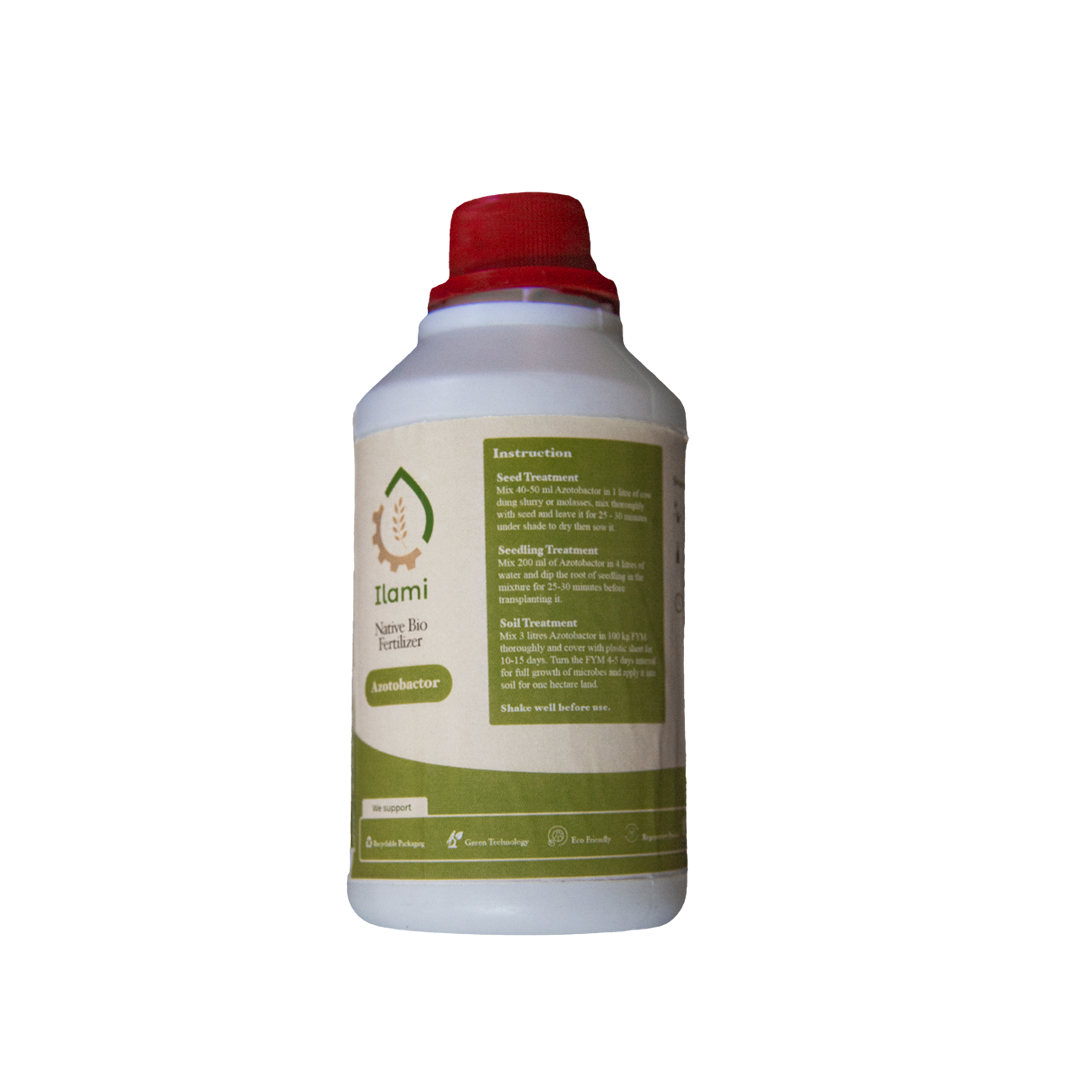 Ilami
Native Bio
Fertilizer
Azotobactor
Instruction
Seed Treatment
Mix 40-50 ml Azotobactor in 1 litre of cow
dung slurry or molasses, mix thoroughly
with seed and leave it for 25 - 30 minutes
under shade to dry then sow it.
Seedling Treatment
Mix 200 ml of Azotobactor in 4 litres of
water and dip the root of seedling in the
mixture for 25-30 minutes before
transplanting it.
Soil Treatment
Mix 3 litres Azotobactor in 100 kg FYM
thoroughly and cover with plastic sheet for
10-15 days. Turn the FYM 4-5 days interval
for full growth of microbes and apply it into
soil for one hectare land.
Shake well before use.
We support
Recyclable Packaging
Green Technology
Eco Friendly